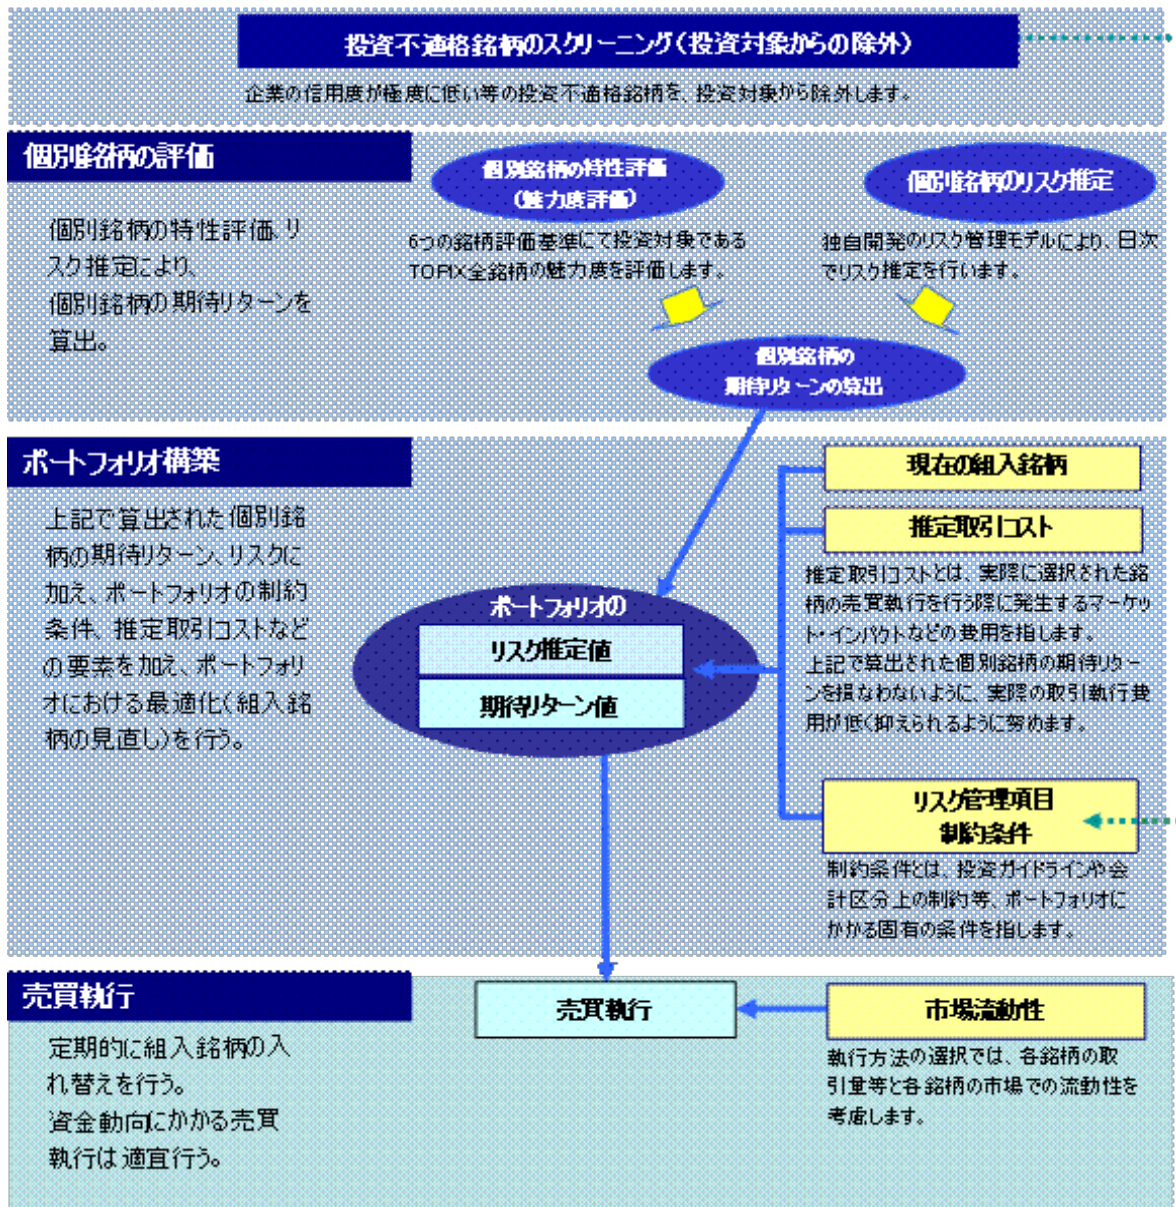 投資不適格銘柄のスクリーニング(投資対象からの除外)
企業の信用度が極度に低い等の投資不適格銘柄を、投資対象から除外します。
個別銘柄の評価
個別銘柄の特性評価、リ
スク推定により、
個別銘柄の期待リターンを
算出。
個別銘柄の特性評価
(魅力度評価)
6つの銘柄評価基準にて投資対象である
TOPIX全銘柄の魅力度を評価します。
個別銘柄のリスク推定
独自開発のリスク管理モデルにより、日次
でリスク推定を行います。
個別銘柄の
期待リターンの算出
ポートフォリオ構築
上記で算出された個別銘
柄の期待リターン、リスクに
加え、ポートフォリオの制約
条件、推定取引コストなど
の要素を加え、ポートフォリ
オにおける最適化(組入銘
柄の見直し)を行う。
ポートフォリオの
リスク推定値
期待リターン値
現在の組入銘柄
推定取引コスト
推定取引コストとは、実際に選択された銘
柄の売買執行を行う際に発生するマーケッ
ト・インパクトなどの費用を指します。
上記で算出された個別銘柄の期待リター
ンを損なわないように、実際の取引執行費
用が低く抑えられるように努めます。
リスク管理項目
制約条件
制約条件とは、投資ガイドラインや会
計区分上の制約等、ポートフォリオに
かかる固有の条件を指します。
売買執行
定期的に組入銘柄の入
れ替えを行う。
資金動向にかかる売買
執行は適宜行う。
売買執行
市場流動性
執行方法の選択では、各銘柄の取
引量等と各銘柄の市場での流動性を
考慮します。